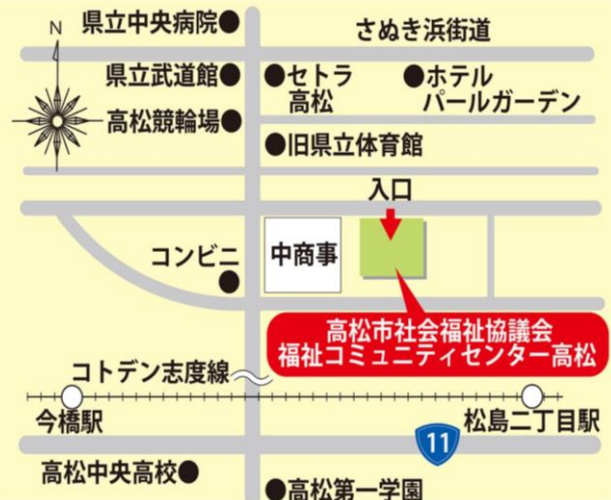 N
県立中央病院
さぬき浜街道
県立武道館
セトラ
高松
ホテル
パールガーデン
高松競輪場
旧県立体育館
入口
コンビニ
中商事
高松市社会福祉協議会
福祉コミュニティセンター高松
コトデン志度線
今橋駅
松島二丁目駅
11
高松中央高校
高松第一学園